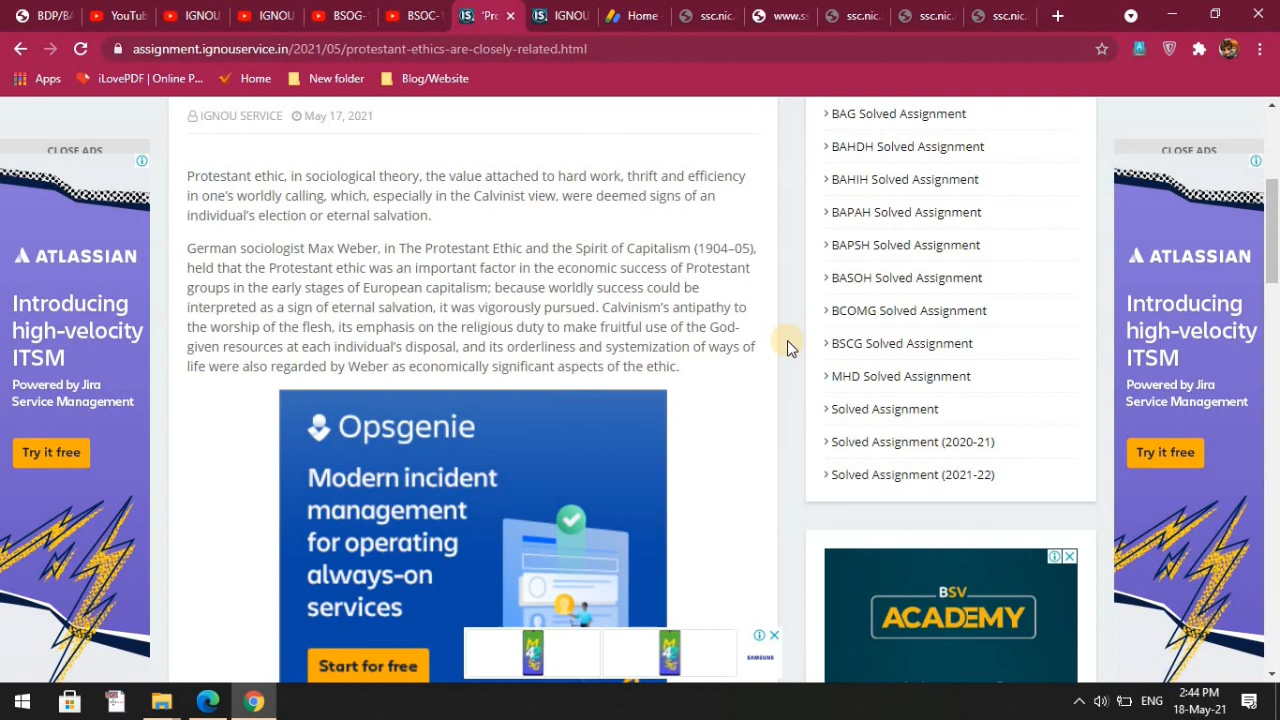 BDP/BA
YouTub
IGNOU
IGNOU
BSOG-1
BSOC-1
'Pro
IGNOU
Home -
ssc.nic.
www.ss
ssc.nic.
ssc.nic.
ssc.nic.
assignment.ignouservice.in/2021/05/protestant-ethics-are-closely-related.html
Apps
iLovePDF | Online P...
Home
New folder
Blog/Website
IGNOU SERVICE May 17, 2021
Protestant ethic, in sociological theory, the value attached to hard work, thrift and efficiency
in one's worldly calling, which, especially in the Calvinist view, were deemed signs of an
individual's election or eternal salvation.
German sociologist Max Weber, in The Protestant Ethic and the Spirit of Capitalism (1904–05),
held that the Protestant ethic was an important factor in the economic success of Protestant
groups in the early stages of European capitalism; because worldly success could be
interpreted as a sign of eternal salvation, it was vigorously pursued. Calvinism's antipathy to
the worship of the flesh, its emphasis on the religious duty to make fruitful use of the God-
given resources at each individual's disposal, and its orderliness and systemization of ways of
life were also regarded by Weber as economically significant aspects of the ethic.
Opsgenie
Modern incident
management
for operating
always-on
services
Start for free
SAMSUNG
BAG Solved Assignment
BAHDH Solved Assignment
BAHIH Solved Assignment
BAPAH Solved Assignment
BAPSH Solved Assignment
BASOH Solved Assignment
BCOMG Solved Assignment
BSCG Solved Assignment
MHD Solved Assignment
Solved Assignment
Solved Assignment (2020-21)
Solved Assignment (2021-22)
BSV
ACADEMY
CLOSE ADS
ATLASSIAN
Introducing
high-velocity
ITSM
Powered by Jira
Service Management
Try it free
CLOSE ADS
ATLASSIAN
Introducing
high-velocity
ITSM
Powered by Jira
Service Management
Try it free
ENG
2:44 PM
18-May-21